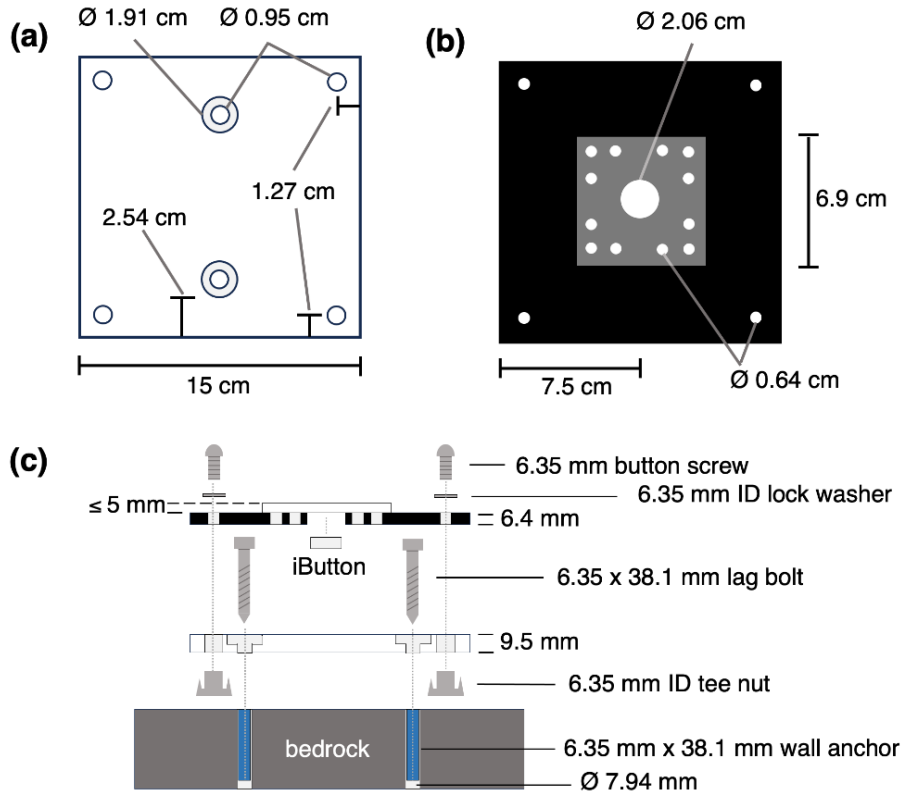 (a)
Ø 1.91 cm
Ø 0.95 cm
1.27 cm
2.54 cm
15 cm
(b)
Ø 2.06 cm
6.9 cm
7.5 cm
Ø 0.64 cm
(c)
6.35 mm button screw
6.35 mm ID lock washer
≤ 5 mm
6.4 mm
iButton
6.35 x 38.1 mm lag bolt
9.5 mm
6.35 mm ID tee nut
bedrock
6.35 mm x 38.1 mm wall anchor
Ø 7.94 mm